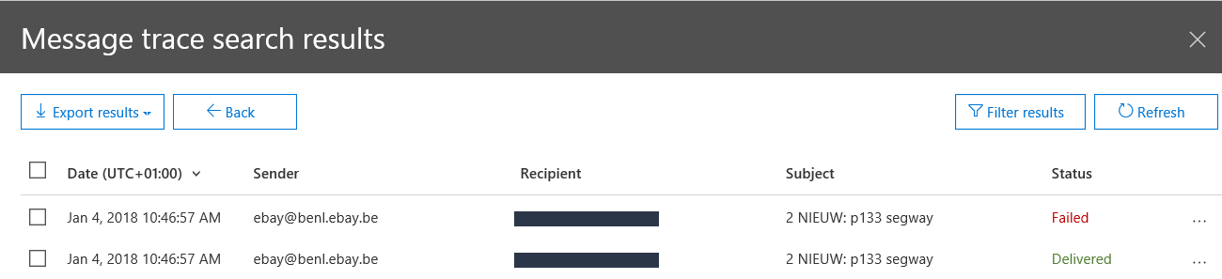 Message trace search results
Export results Back Filter results Refresh
Date (UTC+01:00) Sender Recipient Subject Status
Jan 4, 2018 10:46:57 AM ebay@benl.ebay.be 2 NIEUW: p133 segway Failed ...
Jan 4, 2018 10:46:57 AM ebay@benl.ebay.be 2 NIEUW: p133 segway Delivered ...